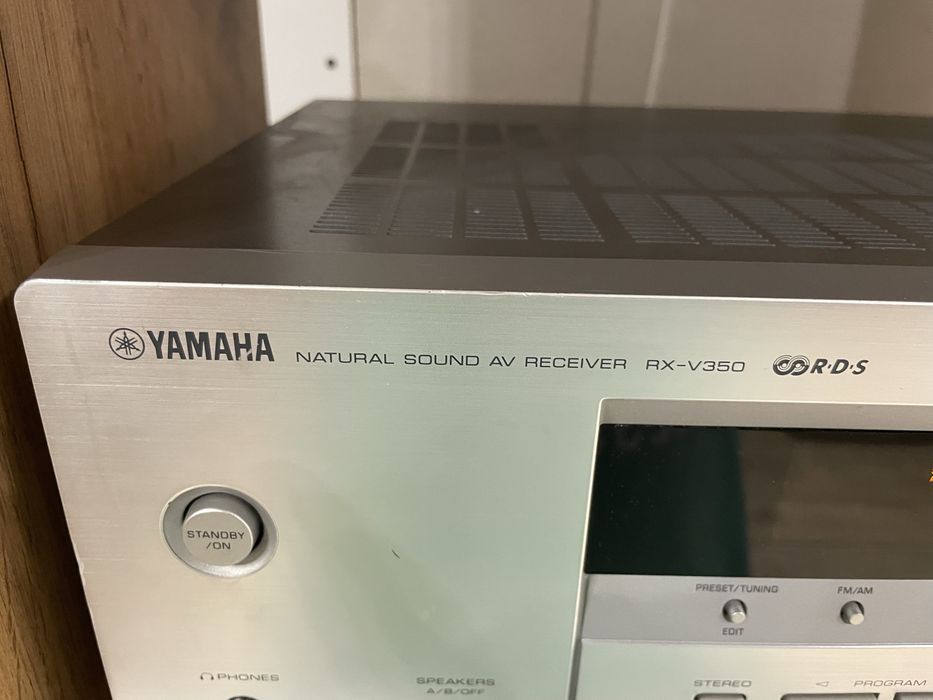 YAMAHA NATURAL SOUND AV RECEIVER RX-V350 R·D·S
STANDBY
/ON
PRESET/TUNING FM/AM
EDIT
PHONES SPEAKERS
A/B/OFF
STEREO ◁ PROGRAM